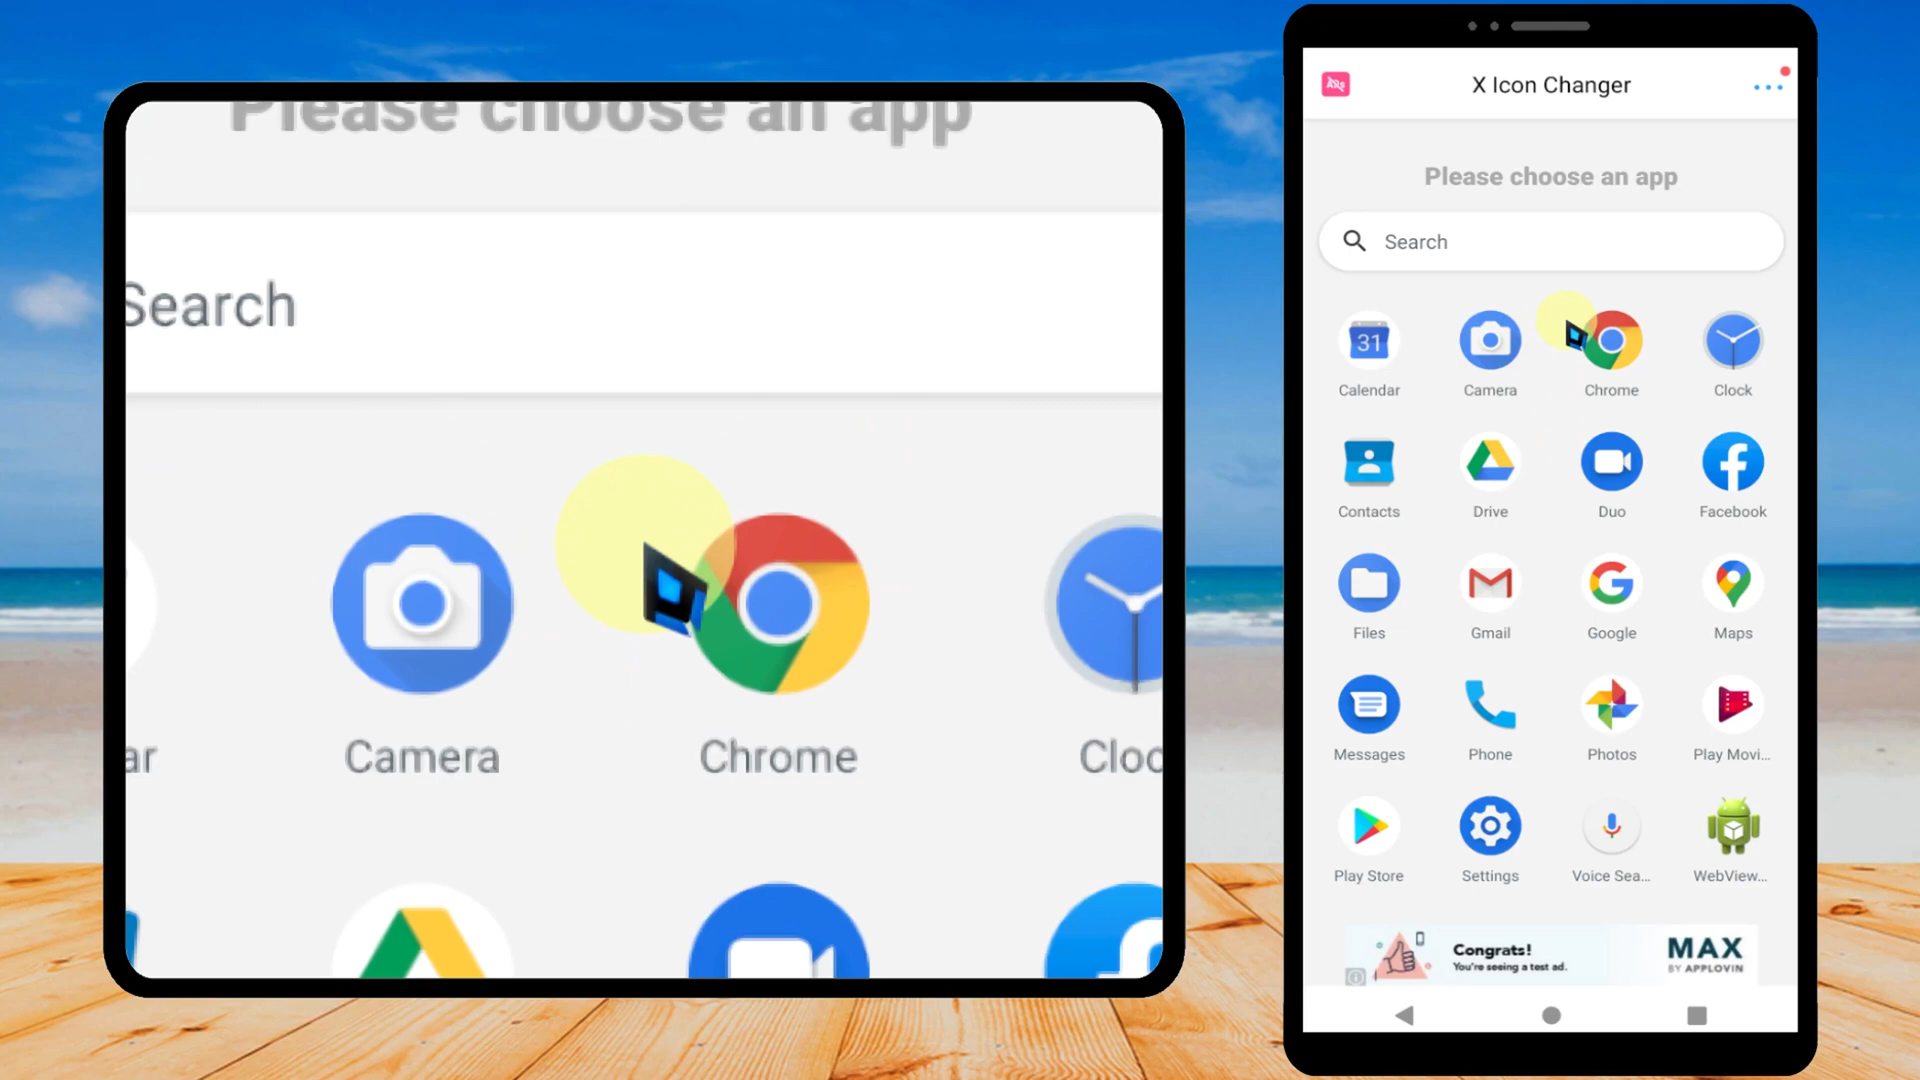 Please choose an app
Search
Camera
Chrome
X Icon Changer
Please choose an app
Search
31
Calendar
Camera
Chrome
Clock
Contacts
Drive
Duo
Facebook
Files
Gmail
Google
Maps
Messages
Phone
Photos
Play Movi...
Play Store
Settings
Voice Sea...
WebView...
Congrats!
You're seeing a test ad.
MAX
BY APPLOVIN